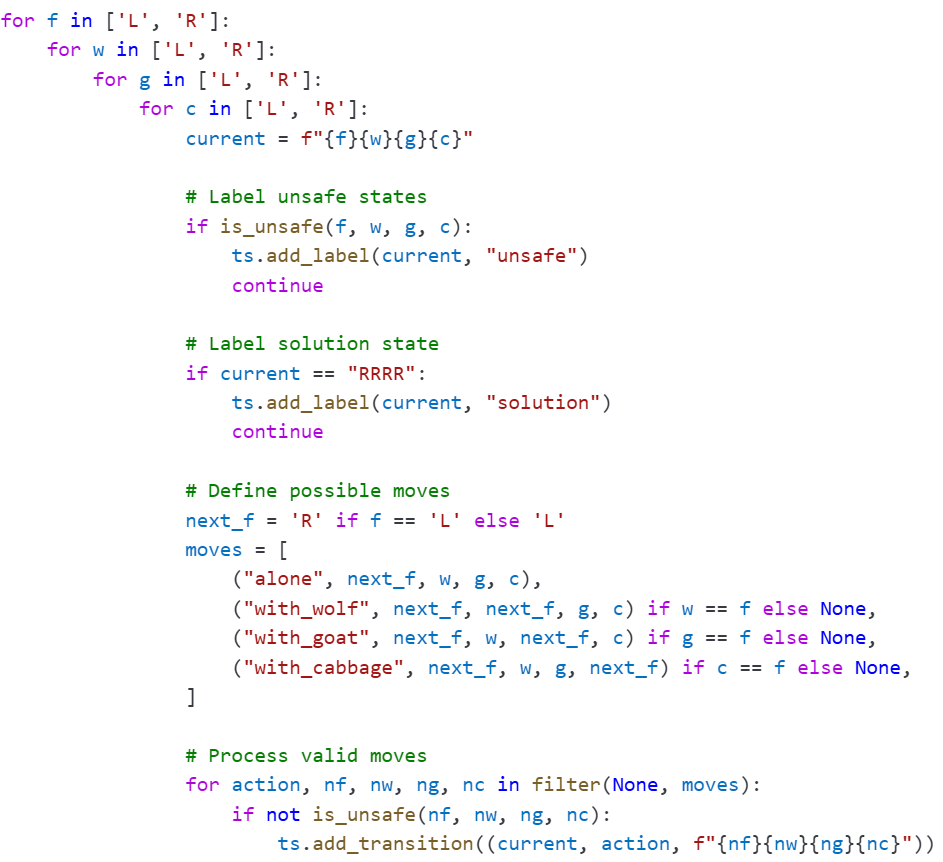 for f in ['L', 'R']:
    for w in ['L', 'R']:
        for g in ['L', 'R']:
            for c in ['L', 'R']:
                current = f"{f}{w}{g}{c}"

                # Label unsafe states
                if is_unsafe(f, w, g, c):
                    ts.add_label(current, "unsafe")
                    continue

                # Label solution state
                if current == "RRRR":
                    ts.add_label(current, "solution")
                    continue

                # Define possible moves
                next_f = 'R' if f == 'L' else 'L'
                moves = [
                    ("alone", next_f, w, g, c),
                    ("with_wolf", next_f, next_f, g, c) if w == f else None,
                    ("with_goat", next_f, w, next_f, c) if g == f else None,
                    ("with_cabbage", next_f, w, g, next_f) if c == f else None,
                ]

                # Process valid moves
                for action, nf, nw, ng, nc in filter(None, moves):
                    if not is_unsafe(nf, nw, ng, nc):
                        ts.add_transition((current, action, f"{nf}{nw}{ng}{nc}"))